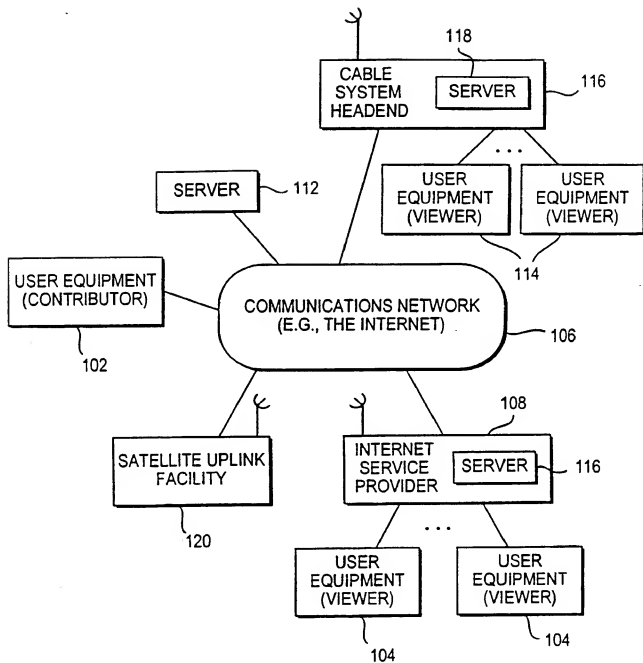 118
CABLE
SYSTEM
HEADEND
SERVER
116
...
USER
EQUIPMENT
(VIEWER)
USER
EQUIPMENT
(VIEWER)
114
SERVER
112
USER EQUIPMENT
(CONTRIBUTOR)
102
COMMUNICATIONS NETWORK
(E.G., THE INTERNET)
106
SATELLITE UPLINK
FACILITY
120
108
INTERNET
SERVICE
PROVIDER
SERVER
116
...
USER
EQUIPMENT
(VIEWER)
104
USER
EQUIPMENT
(VIEWER)
104